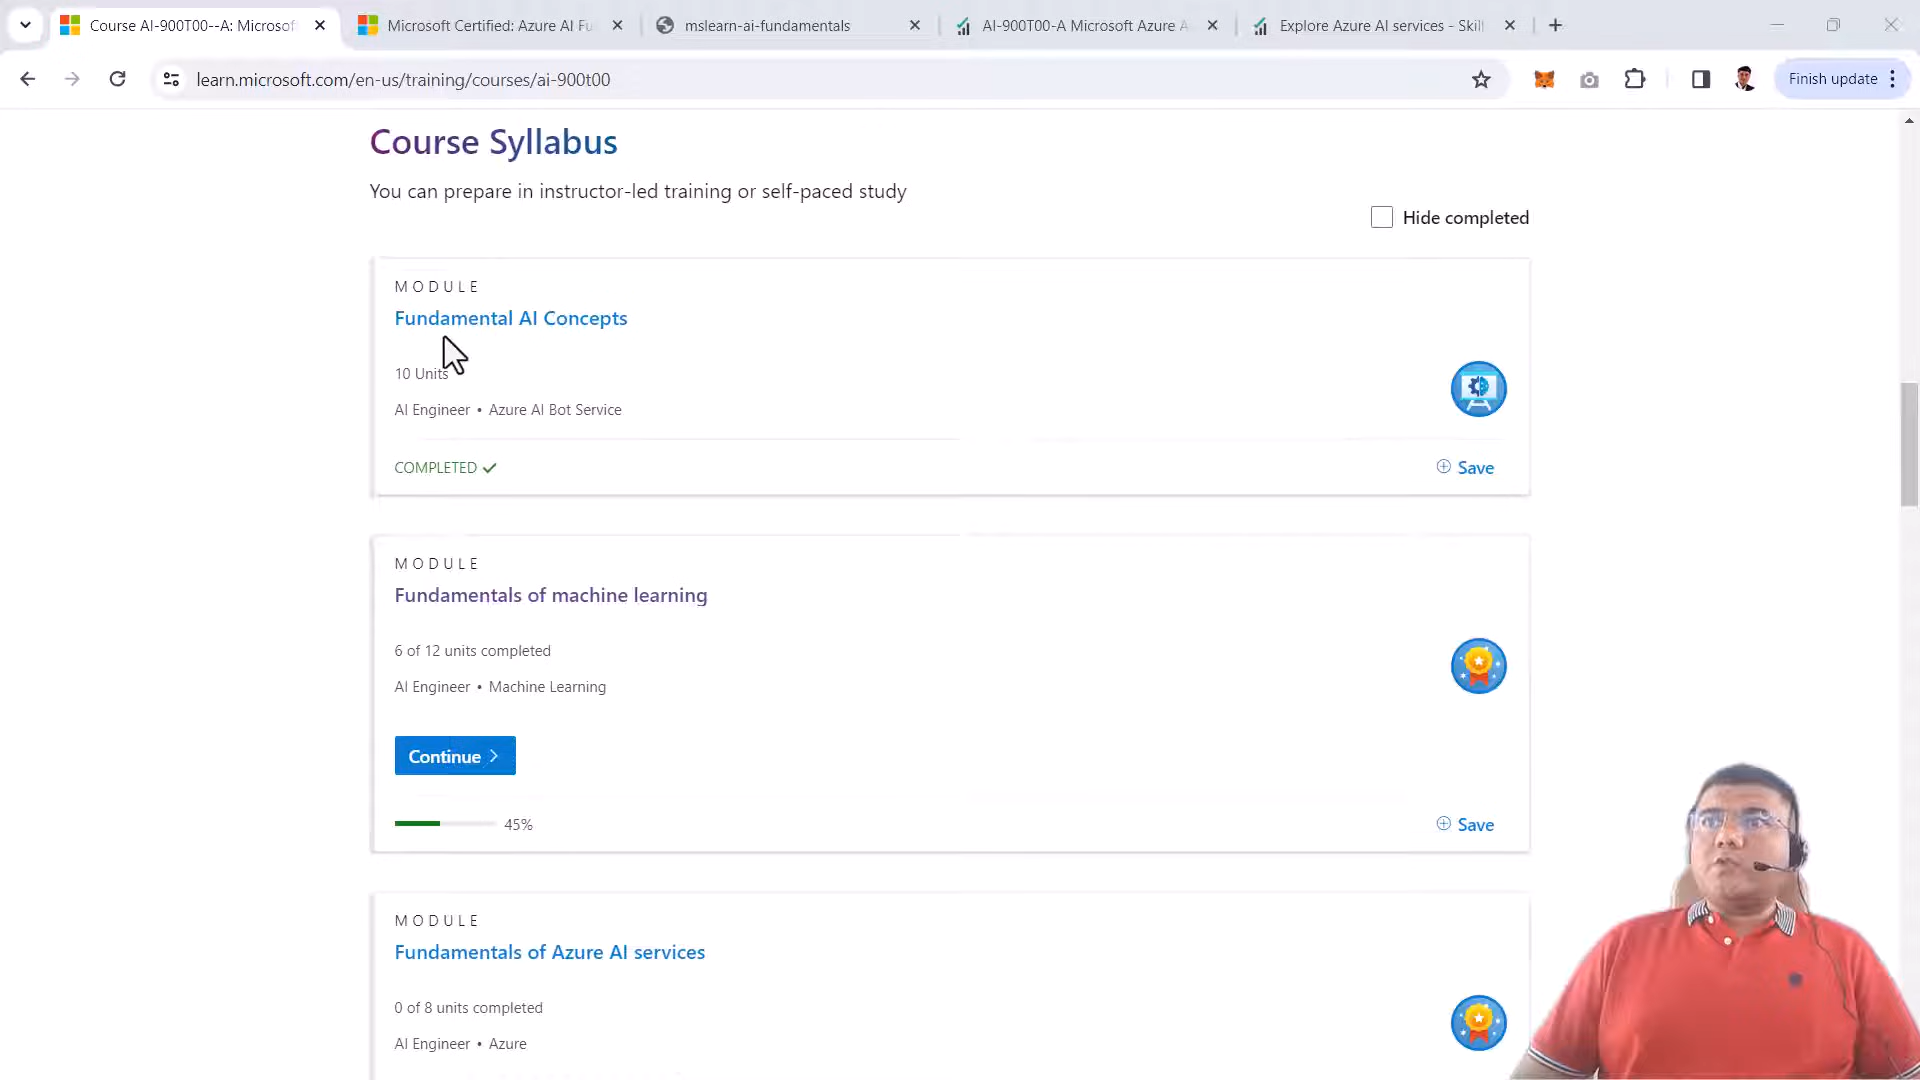 Course AI-900T00--A: Microsof
Microsoft Certified: Azure AI Fu
mslearn-ai-fundamentals
AI-900T00-A Microsoft Azure A
Explore Azure AI services - Skil
learn.microsoft.com/en-us/training/courses/ai-900t00
Finish update
Course Syllabus
You can prepare in instructor-led training or self-paced study
Hide completed
MODULE
Fundamental AI Concepts
10 Units
AI Engineer • Azure AI Bot Service
COMPLETED ✓
Save
MODULE
Fundamentals of machine learning
6 of 12 units completed
AI Engineer • Machine Learning
Continue >
45%
Save
MODULE
Fundamentals of Azure AI services
0 of 8 units completed
AI Engineer • Azure